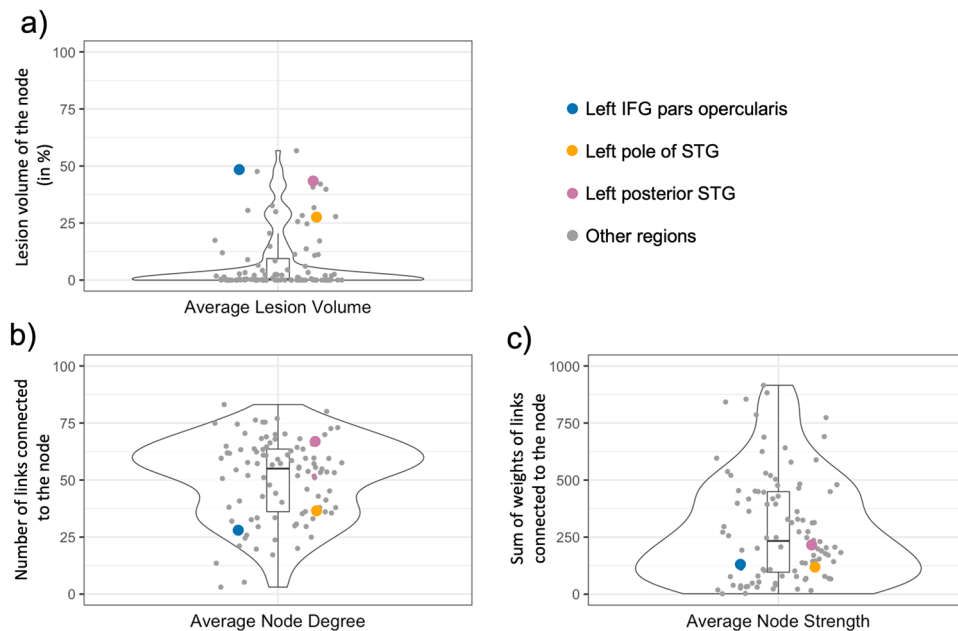 a)
Lesion volume of the node
(in %)
100
75
50
25
0
Average Lesion Volume
Left IFG pars opercularis
Left pole of STG
Left posterior STG
Other regions
b)
Number of links connected
to the node
100
75
50
25
0
Average Node Degree
c)
Sum of weights of links
connected to the node
1000
750
500
250
0
Average Node Strength